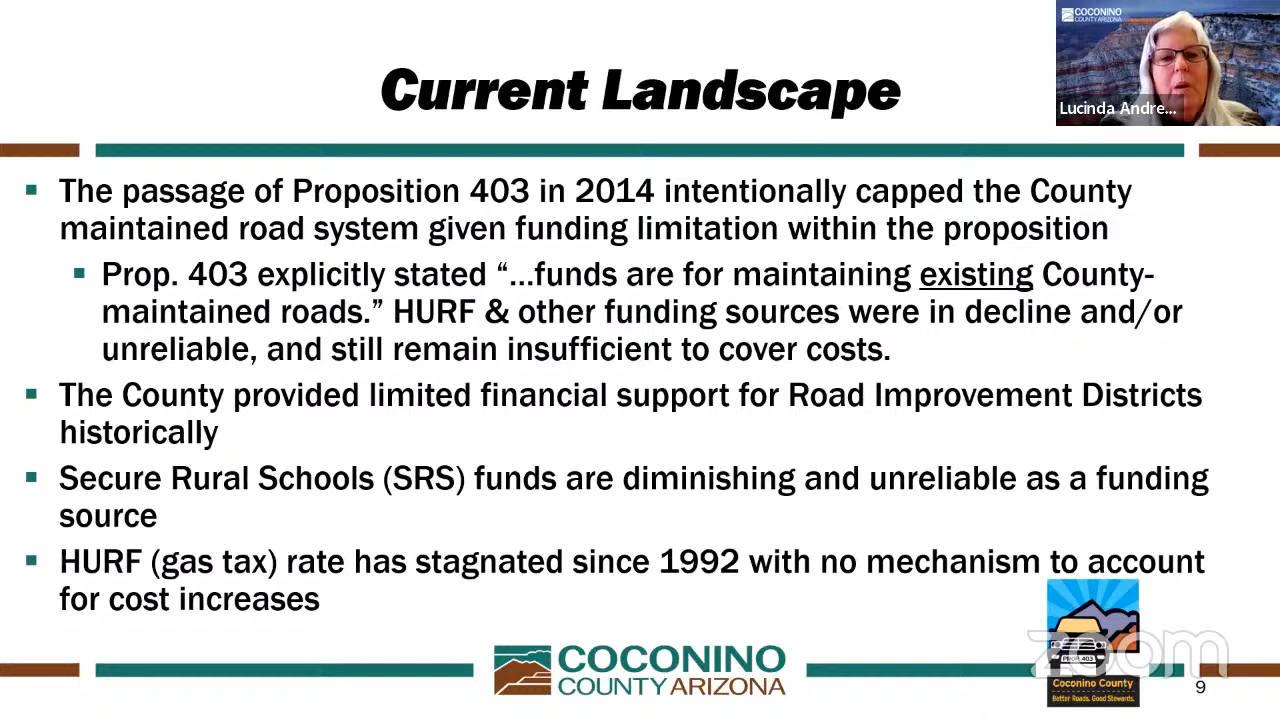 COCONINO
COUNTY ARIZONA
Lucinda Andre...
Current Landscape
▪ The passage of Proposition 403 in 2014 intentionally capped the County
maintained road system given funding limitation within the proposition
▪ Prop. 403 explicitly stated “...funds are for maintaining existing County-
maintained roads.” HURF & other funding sources were in decline and/or
unreliable, and still remain insufficient to cover costs.
▪ The County provided limited financial support for Road Improvement Districts
historically
▪ Secure Rural Schools (SRS) funds are diminishing and unreliable as a funding
source
▪ HURF (gas tax) rate has stagnated since 1992 with no mechanism to account
for cost increases
COCONINO
COUNTY ARIZONA
PROP. 403
Coconino County
Better Roads. Good Stewards.
zoom
9